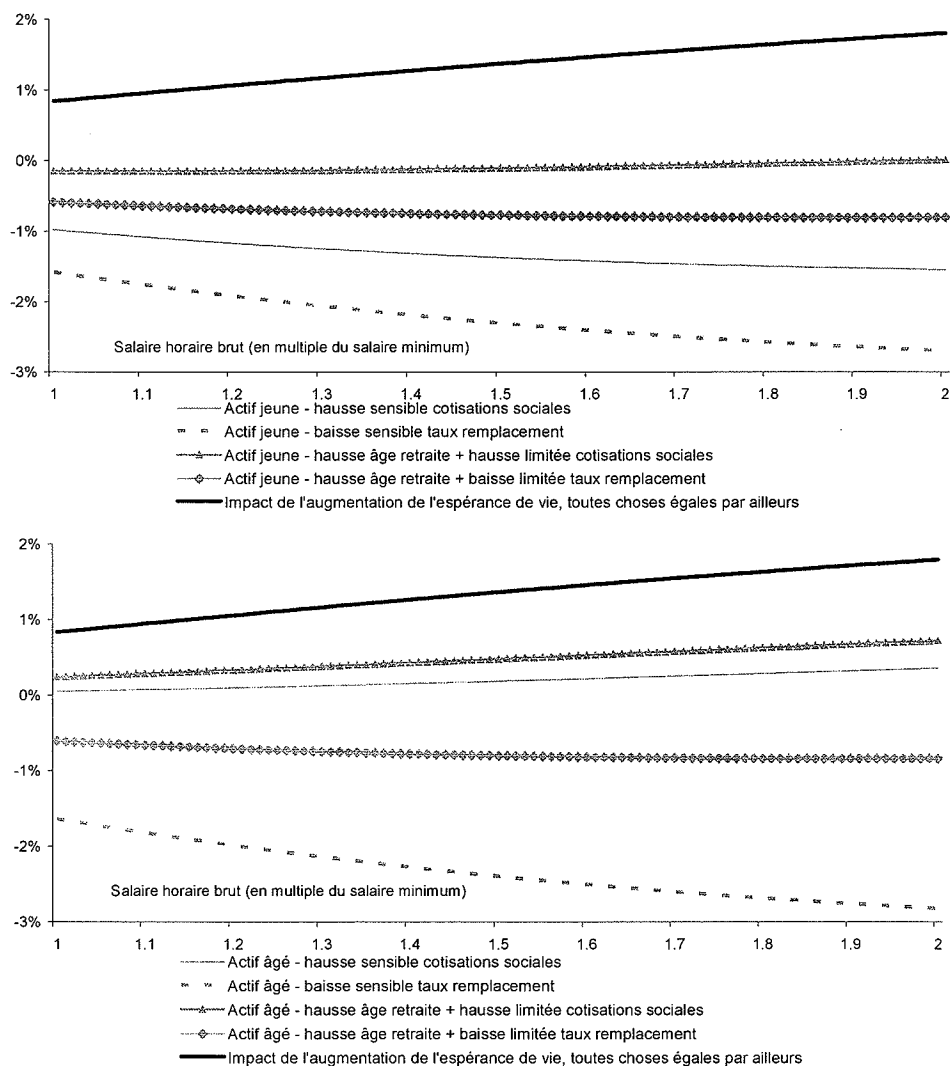 2%
1%
0%
-1%
-2%
Salaire horaire brut (en multiple du salaire minimum)
-3%
1 1.1 1.2 1.3 1.4 1.5 1.6 1.7 1.8 1.9 2
Actif jeune - hausse sensible cotisations sociales
Actif jeune - baisse sensible taux remplacement
Actif jeune - hausse âge retraite + hausse limitée cotisations sociales
Actif jeune - hausse âge retraite + baisse limitée taux remplacement
Impact de l'augmentation de l'espérance de vie, toutes choses égales par ailleurs
2%
1%
0%
-1%
-2%
Salaire horaire brut (en multiple du salaire minimum)
-3%
1 1.1 1.2 1.3 1.4 1.5 1.6 1.7 1.8 1.9 2
Actif âgé - hausse sensible cotisations sociales
Actif âgé - baisse sensible taux remplacement
Actif âgé - hausse âge retraite + hausse limitée cotisations sociales
Actif âgé - hausse âge retraite + baisse limitée taux remplacement
Impact de l'augmentation de l'espérance de vie, toutes choses égales par ailleurs